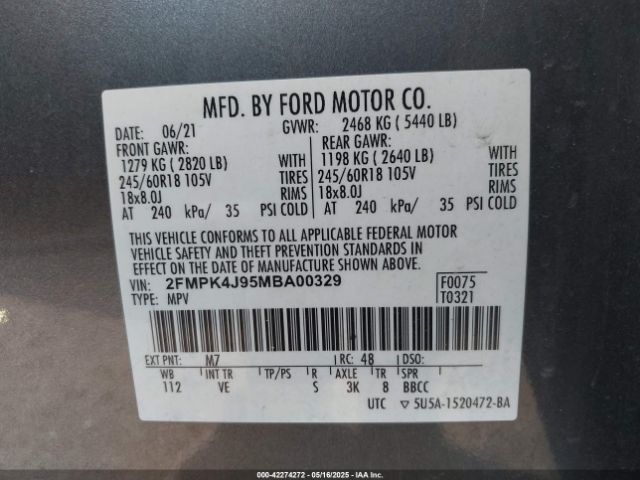 MFD. BY FORD MOTOR CO.
DATE: 06/21 GVWR: 2468 KG ( 5440 LB)
FRONT GAWR: REAR GAWR:
1279 KG ( 2820 LB) WITH 1198 KG ( 2640 LB) WITH
245/60R18 105V TIRES 245/60R18 105V TIRES
18x8.0J RIMS 18x8.0J RIMS
AT 240 kPa/ 35 PSI COLD AT 240 kPa/ 35 PSI COLD
THIS VEHICLE CONFORMS TO ALL APPLICABLE FEDERAL MOTOR
VEHICLE SAFETY AND THEFT PREVENTION STANDARDS IN
EFFECT ON THE DATE OF MANUFACTURE SHOWN ABOVE.
VIN: 2FMPK4J95MBA00329 F0075
TYPE: MPV T0321
EXT PNT: M7 RC: 48 DSO:
WB INT TR TP/PS R AXLE TR SPR
112 VE S 3K 8 BBCC
UTC ▽ 5U5A-1520472-BA
000-42274272 — 05/16/2025 — IAA Inc.